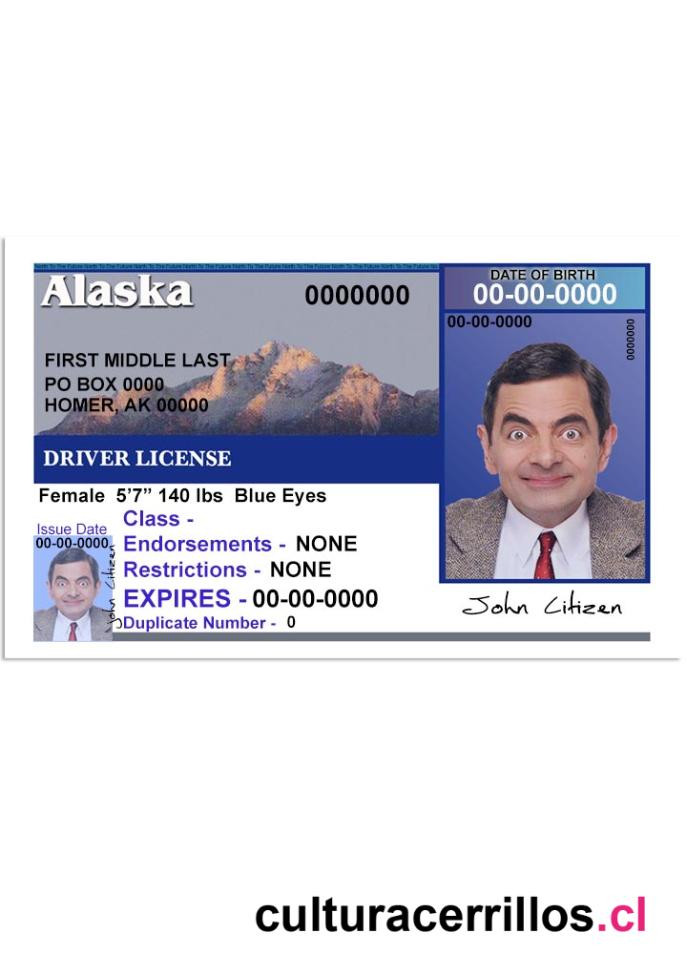 North To The Future North To The Future North To The Future North To The Future North To The Future North To The Future North To The Future North To The Future
Alaska
0000000
DATE OF BIRTH
00-00-0000
00-00-0000
0000000
FIRST MIDDLE LAST
PO BOX 0000
HOMER, AK 00000
DRIVER LICENSE
Female 5’7” 140 lbs Blue Eyes
Issue Date
00-00-0000
Class -
Endorsements - NONE
Restrictions - NONE
EXPIRES - 00-00-0000
Duplicate Number - 0
John Citizen
John Citizen
culturacerrillos.cl